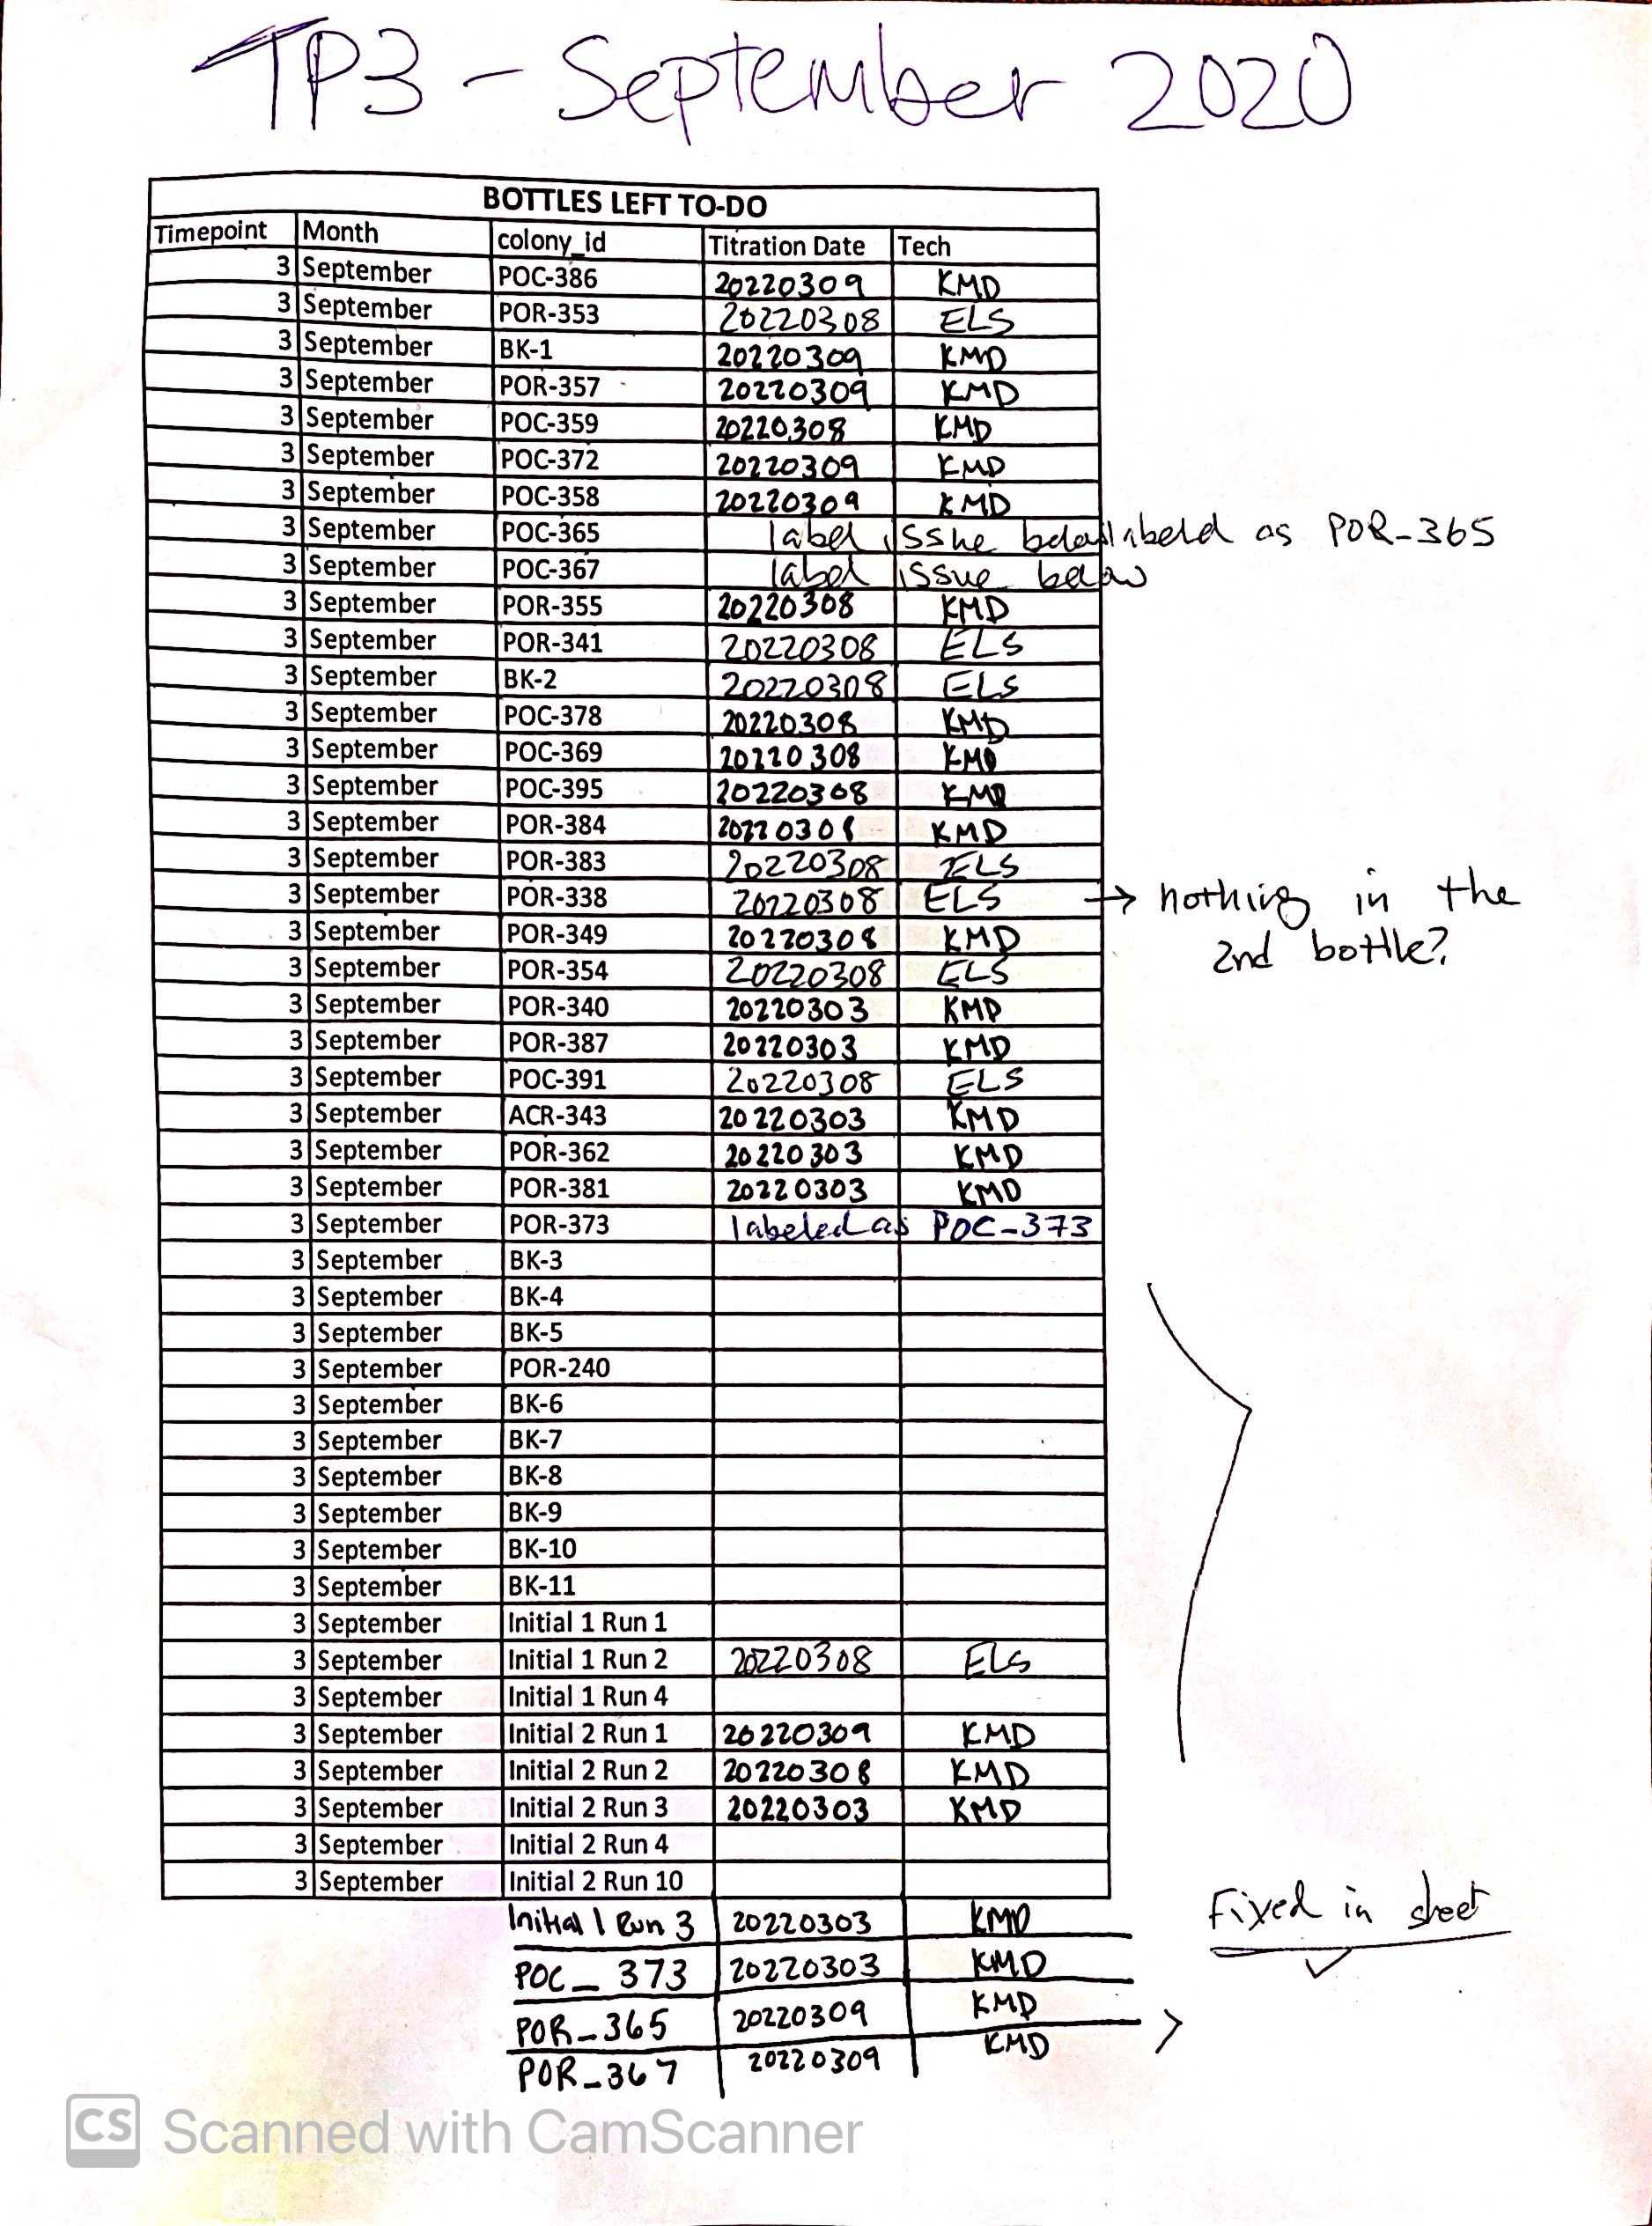 TP3 - September 2020
BOTTLES LEFT TO-DO
Timepoint Month colony_id Titration Date Tech
3 September POC-386 20220309 KMD
3 September POR-353 20220308 ELS
3 September BK-1 20220309 KMD
3 September POR-357 20220309 KMD
3 September POC-359 20220308 KMD
3 September POC-372 20220309 KMD
3 September POC-358 20220309 KMD
3 September POC-365 label issue below labeld as POR-365
3 September POC-367 label issue below
3 September POR-355 20220308 KMD
3 September POR-341 20220308 ELS
3 September BK-2 20220308 ELS
3 September POC-378 20220308 KMD
3 September POC-369 20220308 KMD
3 September POC-395 20220308 KMD
3 September POR-384 20220308 KMD
3 September POR-383 20220308 ELS
3 September POR-338 20220308 ELS → nothing in the
3 September POR-349 20220308 KMD 2nd bottle?
3 September POR-354 20220308 ELS
3 September POR-340 20220303 KMD
3 September POR-387 20220303 KMD
3 September POC-391 20220308 ELS
3 September ACR-343 20220303 KMD
3 September POR-362 20220303 KMD
3 September POR-381 20220303 KMD
3 September POR-373 labeled as POC-373
3 September BK-3
3 September BK-4
3 September BK-5
3 September POR-240
3 September BK-6
3 September BK-7
3 September BK-8
3 September BK-9
3 September BK-10
3 September BK-11
3 September Initial 1 Run 1
3 September Initial 1 Run 2 20220308 ELS
3 September Initial 1 Run 4
3 September Initial 2 Run 1 20220309 KMD
3 September Initial 2 Run 2 20220308 KMD
3 September Initial 2 Run 3 20220303 KMD
3 September Initial 2 Run 4
3 September Initial 2 Run 10
Initial 1 Run 3 20220303 KMD Fixed in sheet
POC_373 20220303 KMD ✓
POR_365 20220309 KMD
POR_367 20220309 KMD
CS Scanned with CamScanner